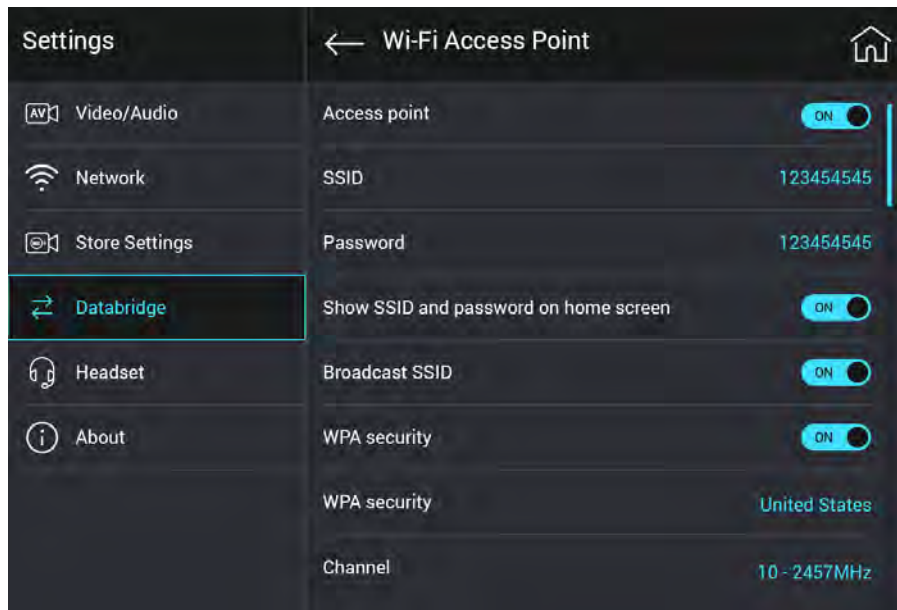 Settings
Wi-Fi Access Point
Video/Audio
Network
Store Settings
Databridge
Headset
About
Access point ON
SSID 123454545
Password 123454545
Show SSID and password on home screen ON
Broadcast SSID ON
WPA security ON
WPA security United States
Channel 10 - 2457MHz